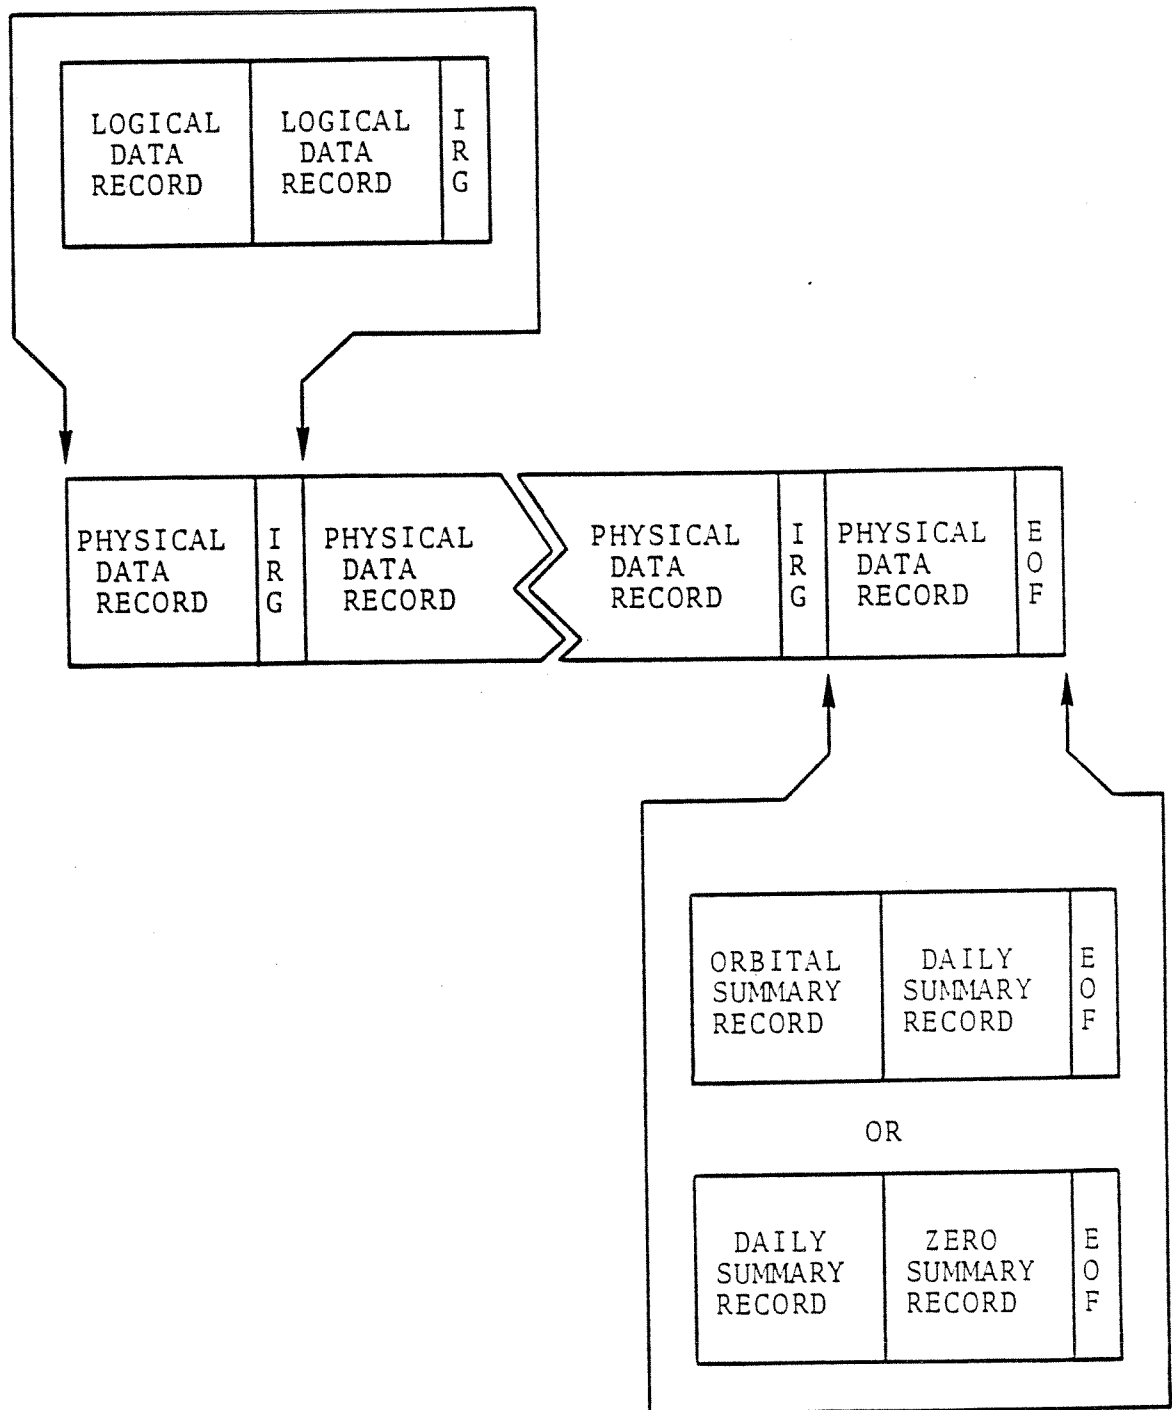 LOGICAL
DATA
RECORD
LOGICAL
DATA
RECORD
I
R
G
PHYSICAL
DATA
RECORD
I
R
G
PHYSICAL
DATA
RECORD
PHYSICAL
DATA
RECORD
I
R
G
PHYSICAL
DATA
RECORD
E
O
F
ORBITAL
SUMMARY
RECORD
DAILY
SUMMARY
RECORD
E
O
F
OR
DAILY
SUMMARY
RECORD
ZERO
SUMMARY
RECORD
E
O
F